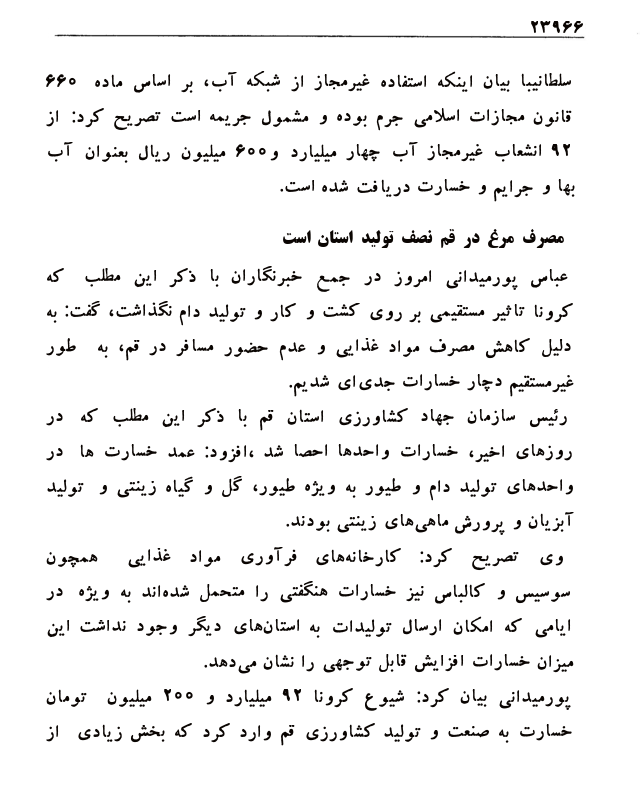 ۲۳۹۶۶
سلطانیبا بیان اینکه استفاده غیرمجاز از شبکه آب، بر اساس ماده ۶۶۰
قانون مجازات اسلامی جرم بوده و مشمول جریمه است تصریح کرد: از
۹۲ انشعاب غیرمجاز آب چهار میلیارد و۶۰۰ میلیون ریال بعنوان آب
بها و جرایم و خسارت دریافت شده است.
مصرف مرغ در قم نصف تولید استان است
عباس پورمیدانی امروز در جمع خبرنگاران با ذکر این مطلب که
کرونا تاثیر مستقیمی بر روی کشت و کار و تولید دام نگذاشت، گفت: به
دلیل کاهش مصرف مواد غذایی و عدم حضور مسافر در قم، به طور
غیرمستقیم دچار خسارات جدی‌ای شدیم.
رئیس سازمان جهاد کشاورزی استان قم با ذکر این مطلب که در
روزهای اخیر، خسارات واحدها احصا شد ،افزود: عمد خسارت ها در
واحدهای تولید دام و طیور به ویژه طیور، گل و گیاه زینتی و تولید
آبزیان و پرورش ماهی‌های زینتی بودند.
وی تصریح کرد: کارخانه‌های فرآوری مواد غذایی همچون
سوسیس و کالباس نیز خسارات هنگفتی را متحمل شده‌اند به ویژه در
ایامی که امکان ارسال تولیدات به استان‌های دیگر وجود نداشت این
میزان خسارات افزایش قابل توجهی را نشان می‌دهد.
پورمیدانی بیان کرد: شیوع کرونا ۹۲ میلیارد و ۲۰۰ میلیون تومان
خسارت به صنعت و تولید کشاورزی قم وارد کرد که بخش زیادی از